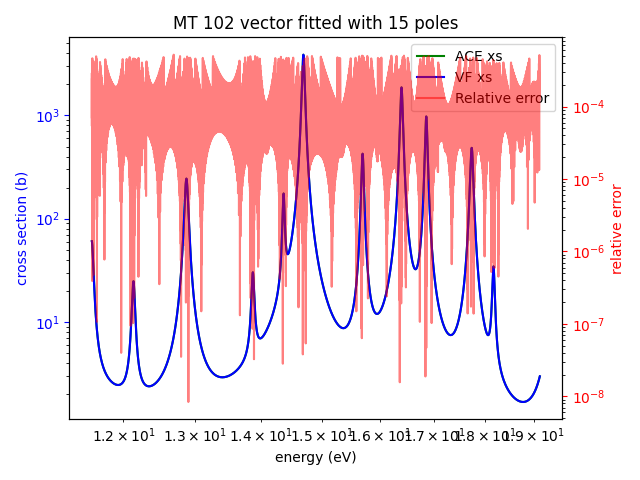 MT 102 vector fitted with 15 poles
ACE xs
VF xs
Relative error
10³
10²
10¹
10⁻⁴
10⁻⁵
10⁻⁶
10⁻⁷
10⁻⁸
cross section (b)
relative error
1.2 × 10¹ 1.3 × 10¹ 1.4 × 10¹ 1.5 × 10¹ 1.6 × 10¹ 1.7 × 10¹ 1.8 × 10¹ 1.9 × 10¹
energy (eV)